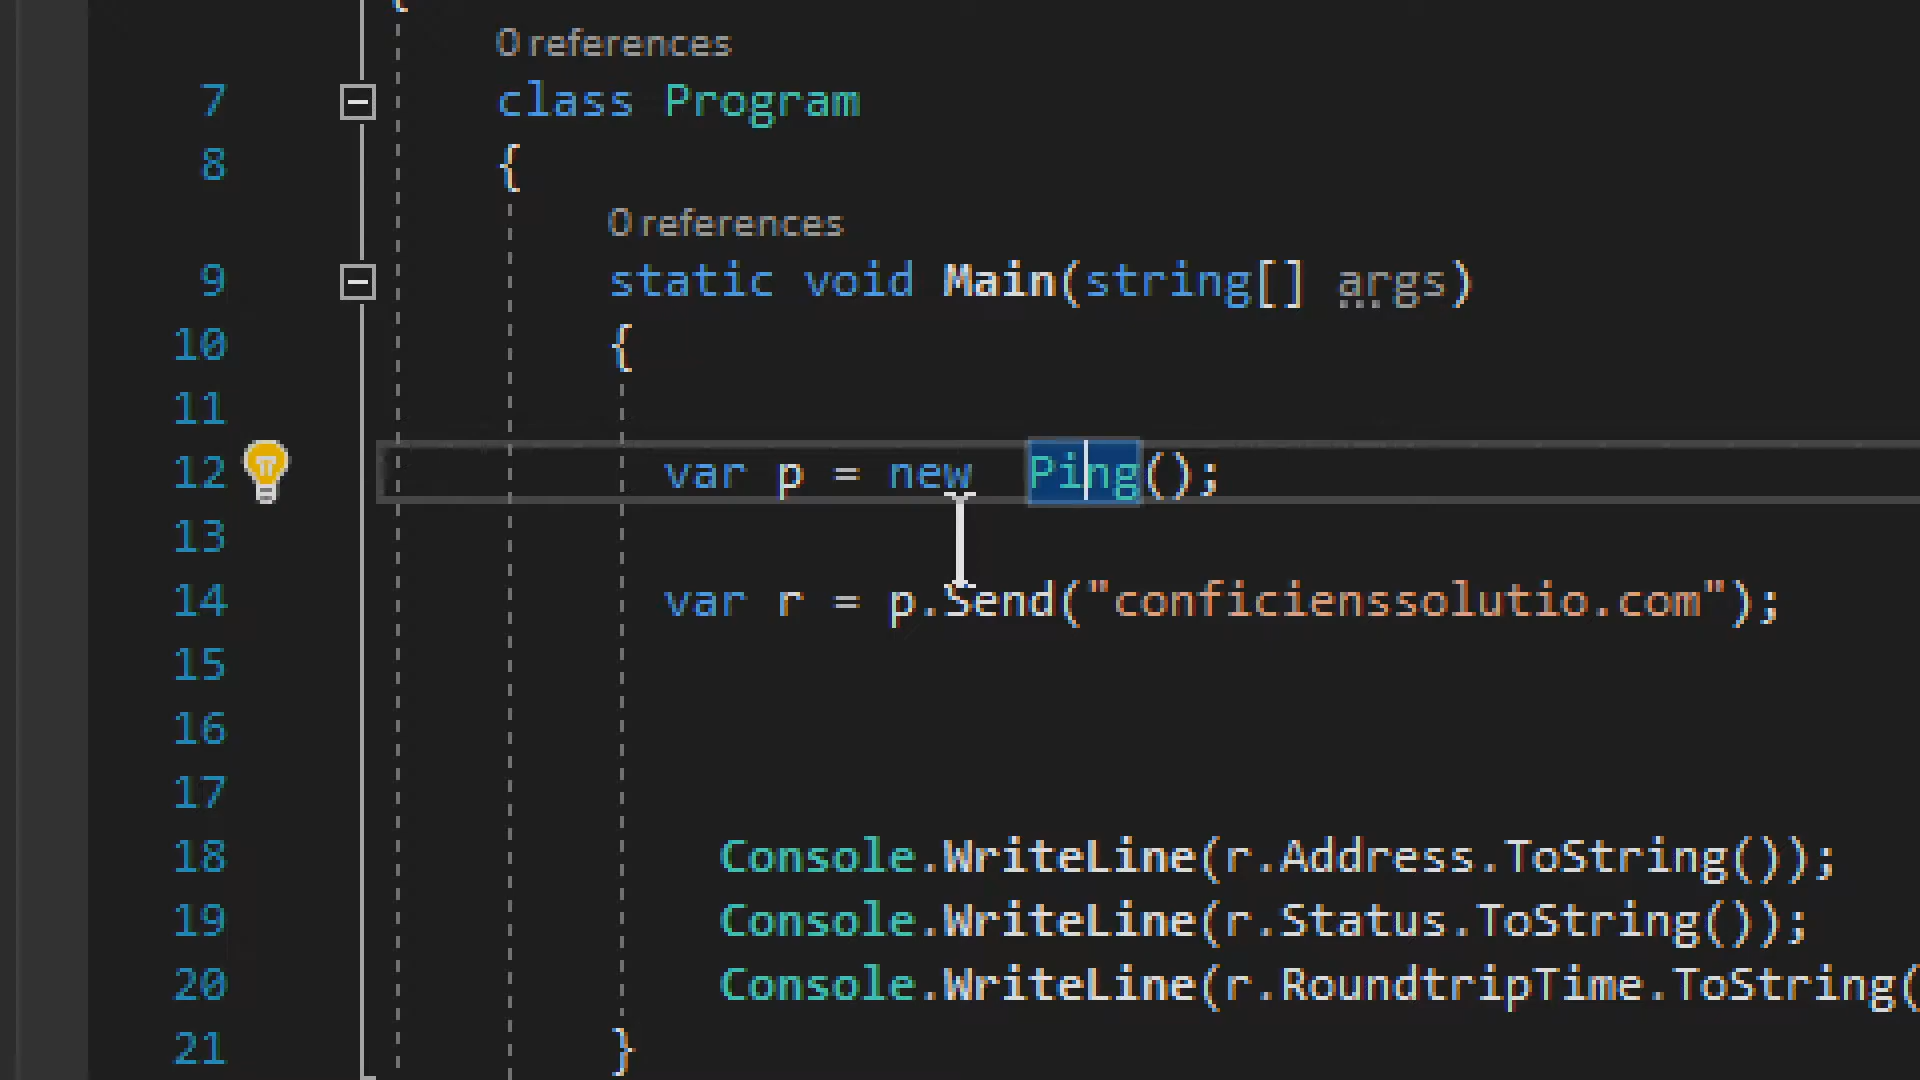 {
0 references
7 class Program
8 {
0 references
9 static void Main(string[] args)
10 {
11
12 var p = new  Ping();
13
14 var r = p.Send("conficienssolutio.com");
15
16
17
18 Console.WriteLine(r.Address.ToString());
19 Console.WriteLine(r.Status.ToString());
20 Console.WriteLine(r.RoundtripTime.ToString(
21 }